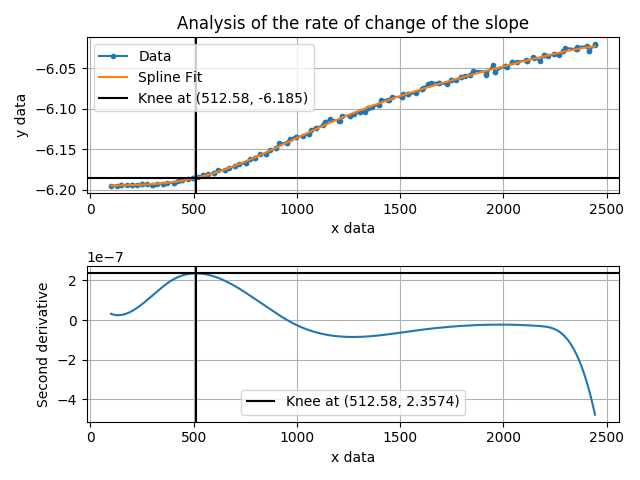 Analysis of the rate of change of the slope
Data
Spline Fit
Knee at (512.58, -6.185)
−6.05
−6.10
−6.15
−6.20
y data
0 500 1000 1500 2000 2500
x data
1e−7
2
0
−2
−4
Second derivative
Knee at (512.58, 2.3574)
0 500 1000 1500 2000 2500
x data